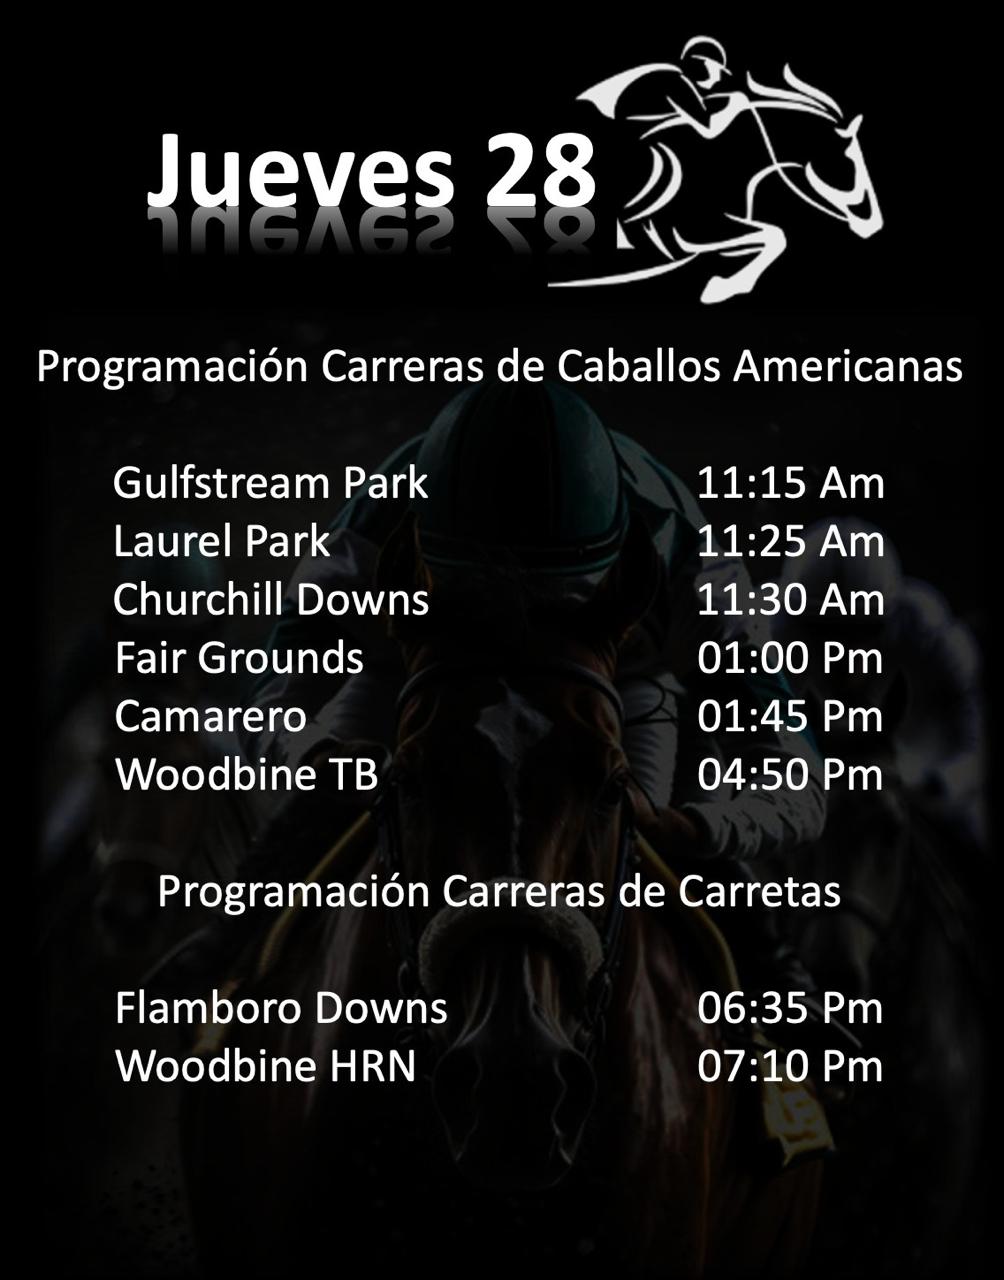 Jueves 28
Programación Carreras de Caballos Americanas
Gulfstream Park 11:15 Am
Laurel Park 11:25 Am
Churchill Downs 11:30 Am
Fair Grounds 01:00 Pm
Camarero 01:45 Pm
Woodbine TB 04:50 Pm
Programación Carreras de Carretas
Flamboro Downs 06:35 Pm
Woodbine HRN 07:10 Pm